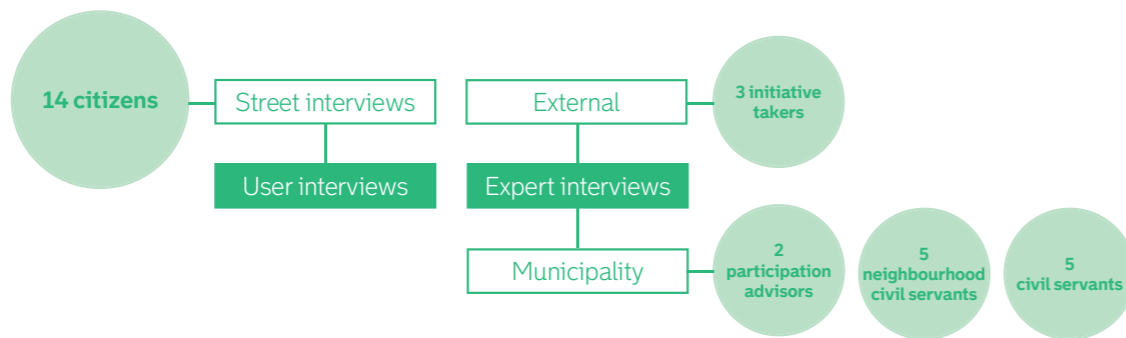 14 citizens
Street interviews
User interviews
External
3 initiative
takers
Expert interviews
Municipality
2
participation
advisors
5
neighbourhood
civil servants
5
civil servants